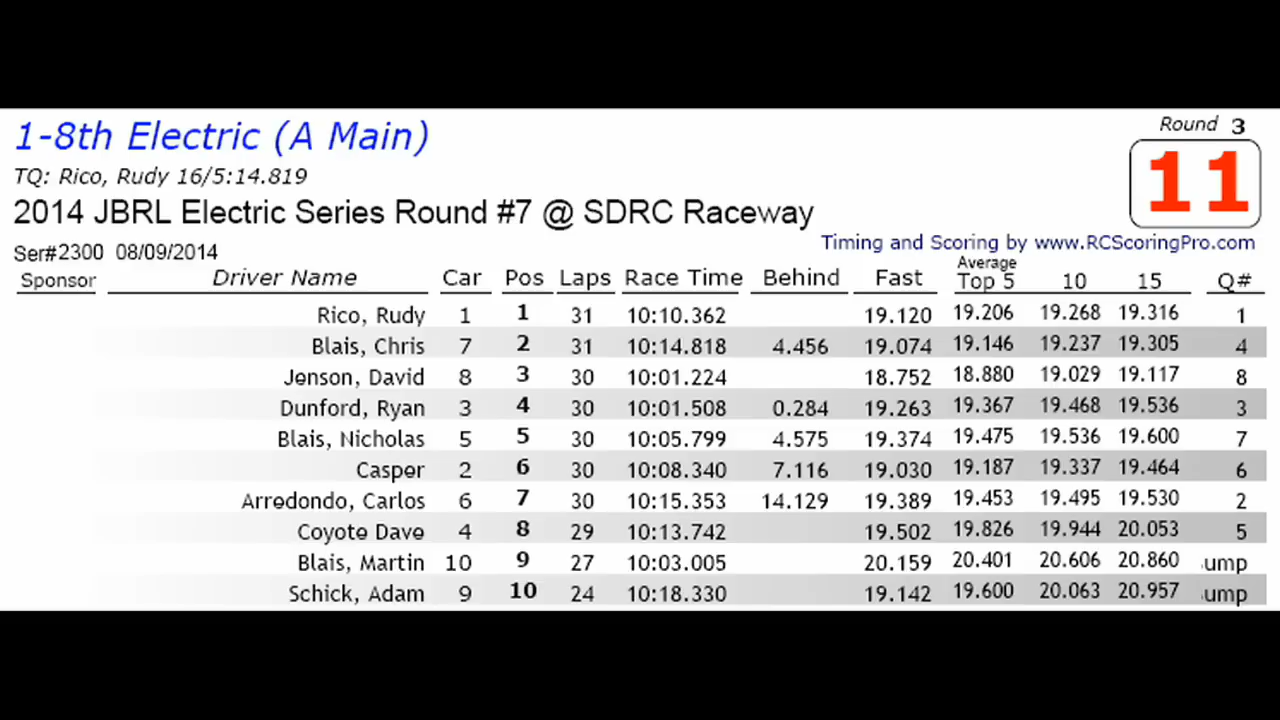 1-8th Electric (A Main)
Round 3
11
TQ: Rico, Rudy 16/5:14.819
2014 JBRL Electric Series Round #7 @ SDRC Raceway
Timing and Scoring by www.RCScoringPro.com
Ser#2300 08/09/2014
Sponsor Driver Name Car Pos Laps Race Time Behind Fast Average Top 5 10 15 Q#
Rico, Rudy 1 1 31 10:10.362 19.120 19.206 19.268 19.316 1
Blais, Chris 7 2 31 10:14.818 4.456 19.074 19.146 19.237 19.305 4
Jenson, David 8 3 30 10:01.224 18.752 18.880 19.029 19.117 8
Dunford, Ryan 3 4 30 10:01.508 0.284 19.263 19.367 19.468 19.536 3
Blais, Nicholas 5 5 30 10:05.799 4.575 19.374 19.475 19.536 19.600 7
Casper 2 6 30 10:08.340 7.116 19.030 19.187 19.337 19.464 6
Arredondo, Carlos 6 7 30 10:15.353 14.129 19.389 19.453 19.495 19.530 2
Coyote Dave 4 8 29 10:13.742 19.502 19.826 19.944 20.053 5
Blais, Martin 10 9 27 10:03.005 20.159 20.401 20.606 20.860 ump
Schick, Adam 9 10 24 10:18.330 19.142 19.600 20.063 20.957 ump